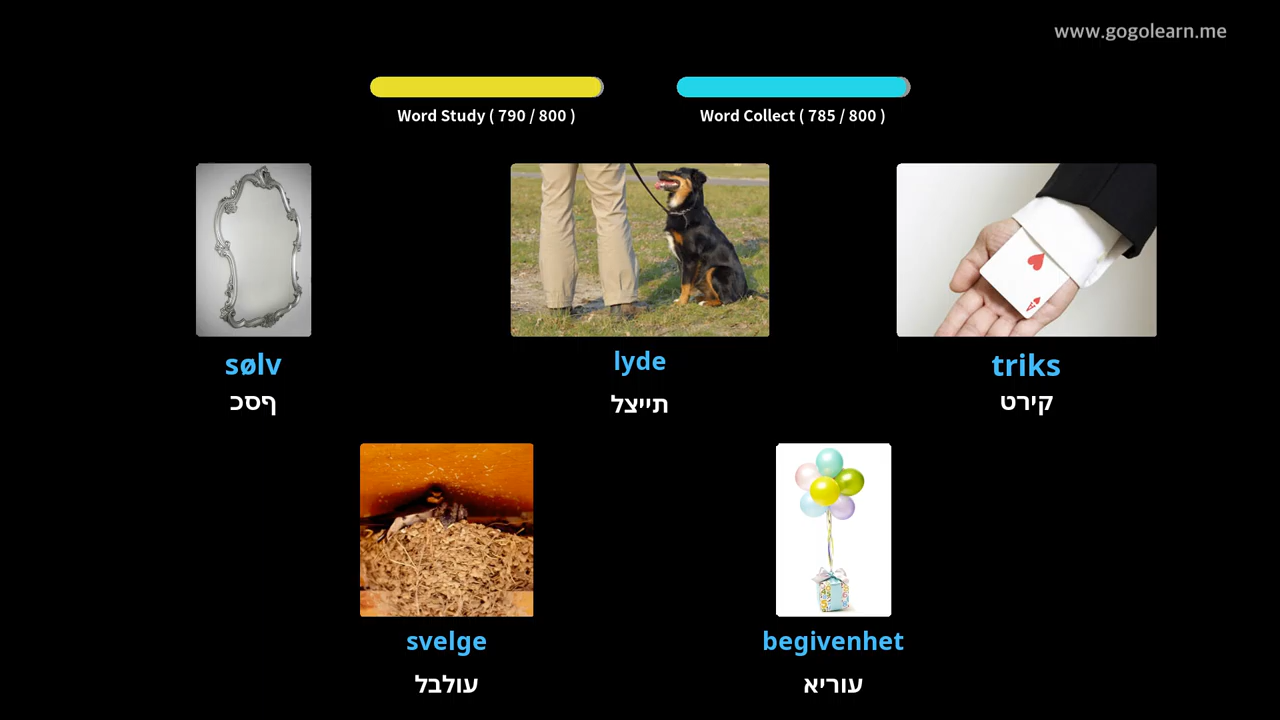 www.gogolearn.me
Word Study ( 790 / 800 )
Word Collect ( 785 / 800 )
sølv
lyde
triks
ףסכ
תייצל
קירט
svelge
begivenhet
עולבל
עוריא